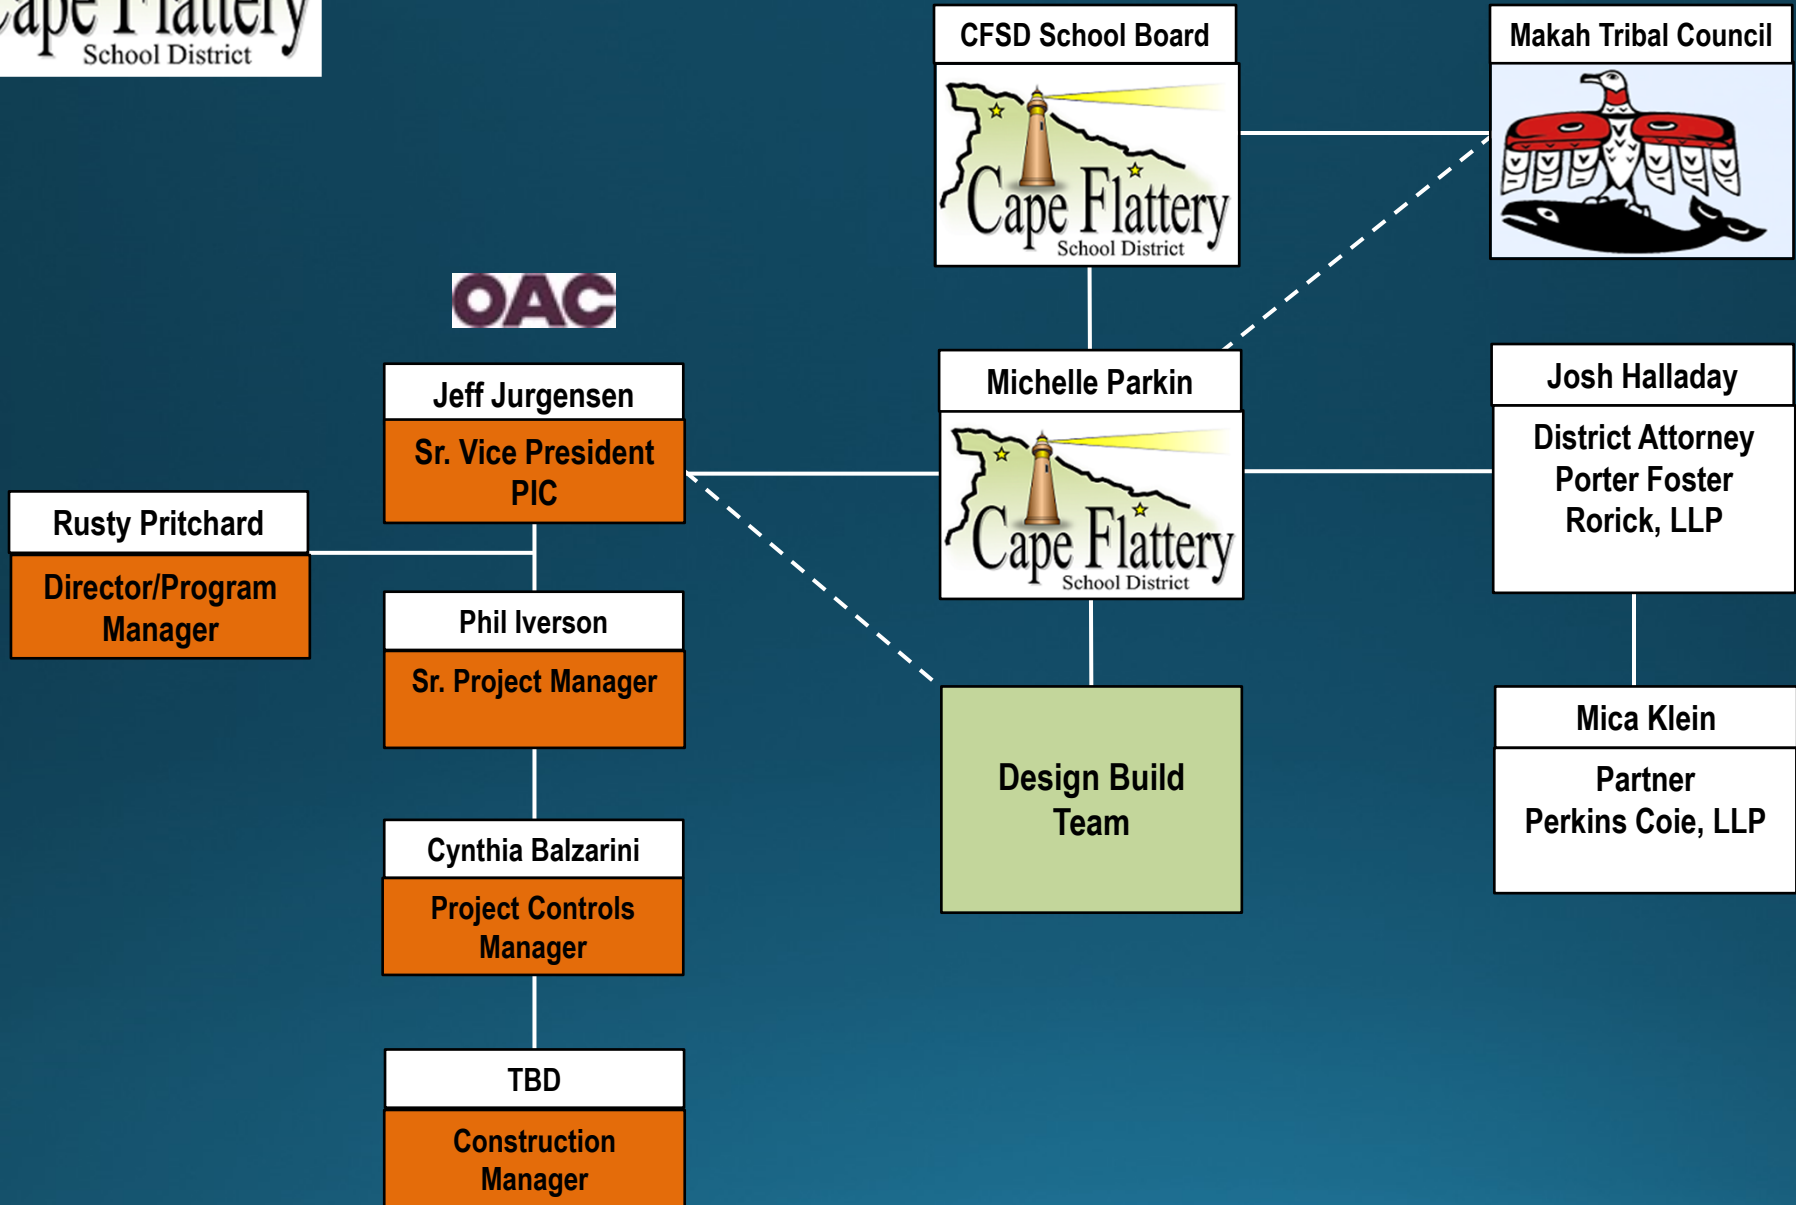 Cape Flattery
School District
CFSD School Board
Cape Flattery
School District
Makah Tribal Council
OAC
Jeff Jurgensen
Sr. Vice President
PIC
Michelle Parkin
Cape Flattery
School District
Josh Halladay
District Attorney
Porter Foster
Rorick, LLP
Rusty Pritchard
Director/Program
Manager
Phil Iverson
Sr. Project Manager
Design Build
Team
Mica Klein
Partner
Perkins Coie, LLP
Cynthia Balzarini
Project Controls
Manager
TBD
Construction
Manager